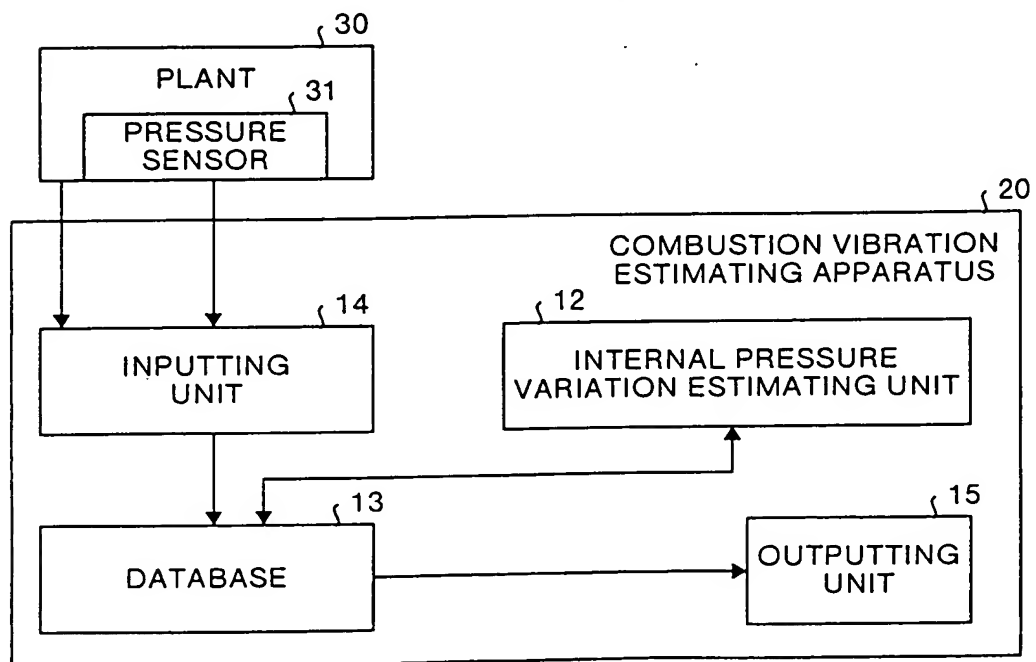 30
PLANT
31
PRESSURE
SENSOR
20
COMBUSTION VIBRATION
ESTIMATING APPARATUS
14
INPUTTING
UNIT
12
INTERNAL PRESSURE
VARIATION ESTIMATING UNIT
13
DATABASE
15
OUTPUTTING
UNIT